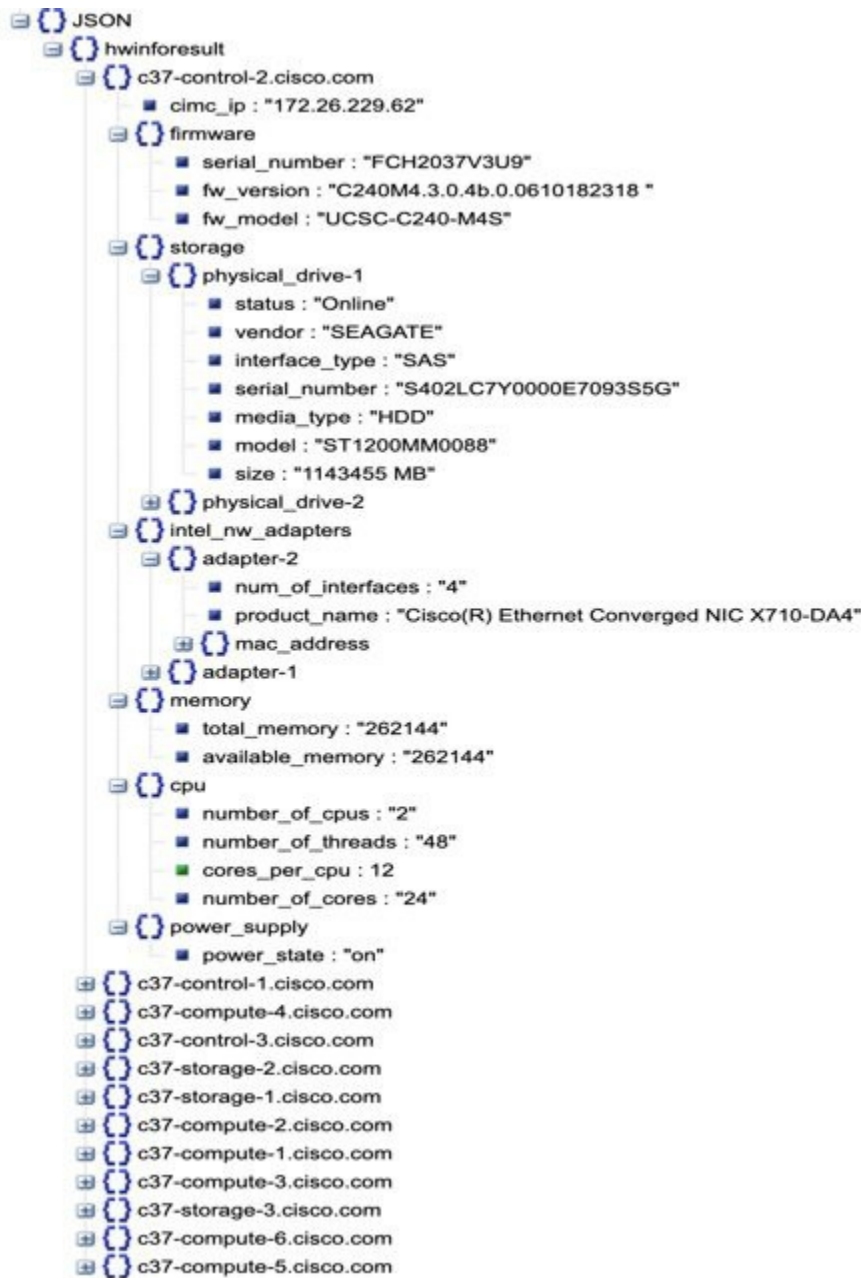 JSON
hwinforesult
c37-control-2.cisco.com
cimc_ip : "172.26.229.62"
firmware
serial_number : "FCH2037V3U9"
fw_version : "C240M4.3.0.4b.0.0610182318 "
fw_model : "UCSC-C240-M4S"
storage
physical_drive-1
status : "Online"
vendor : "SEAGATE"
interface_type : "SAS"
serial_number : "S402LC7Y0000E7093S5G"
media_type : "HDD"
model : "ST1200MM0088"
size : "1143455 MB"
physical_drive-2
intel_nw_adapters
adapter-2
num_of_interfaces : "4"
product_name : "Cisco(R) Ethernet Converged NIC X710-DA4"
mac_address
adapter-1
memory
total_memory : "262144"
available_memory : "262144"
cpu
number_of_cpus : "2"
number_of_threads : "48"
cores_per_cpu : 12
number_of_cores : "24"
power_supply
power_state : "on"
c37-control-1.cisco.com
c37-compute-4.cisco.com
c37-control-3.cisco.com
c37-storage-2.cisco.com
c37-storage-1.cisco.com
c37-compute-2.cisco.com
c37-compute-1.cisco.com
c37-compute-3.cisco.com
c37-storage-3.cisco.com
c37-compute-6.cisco.com
c37-compute-5.cisco.com